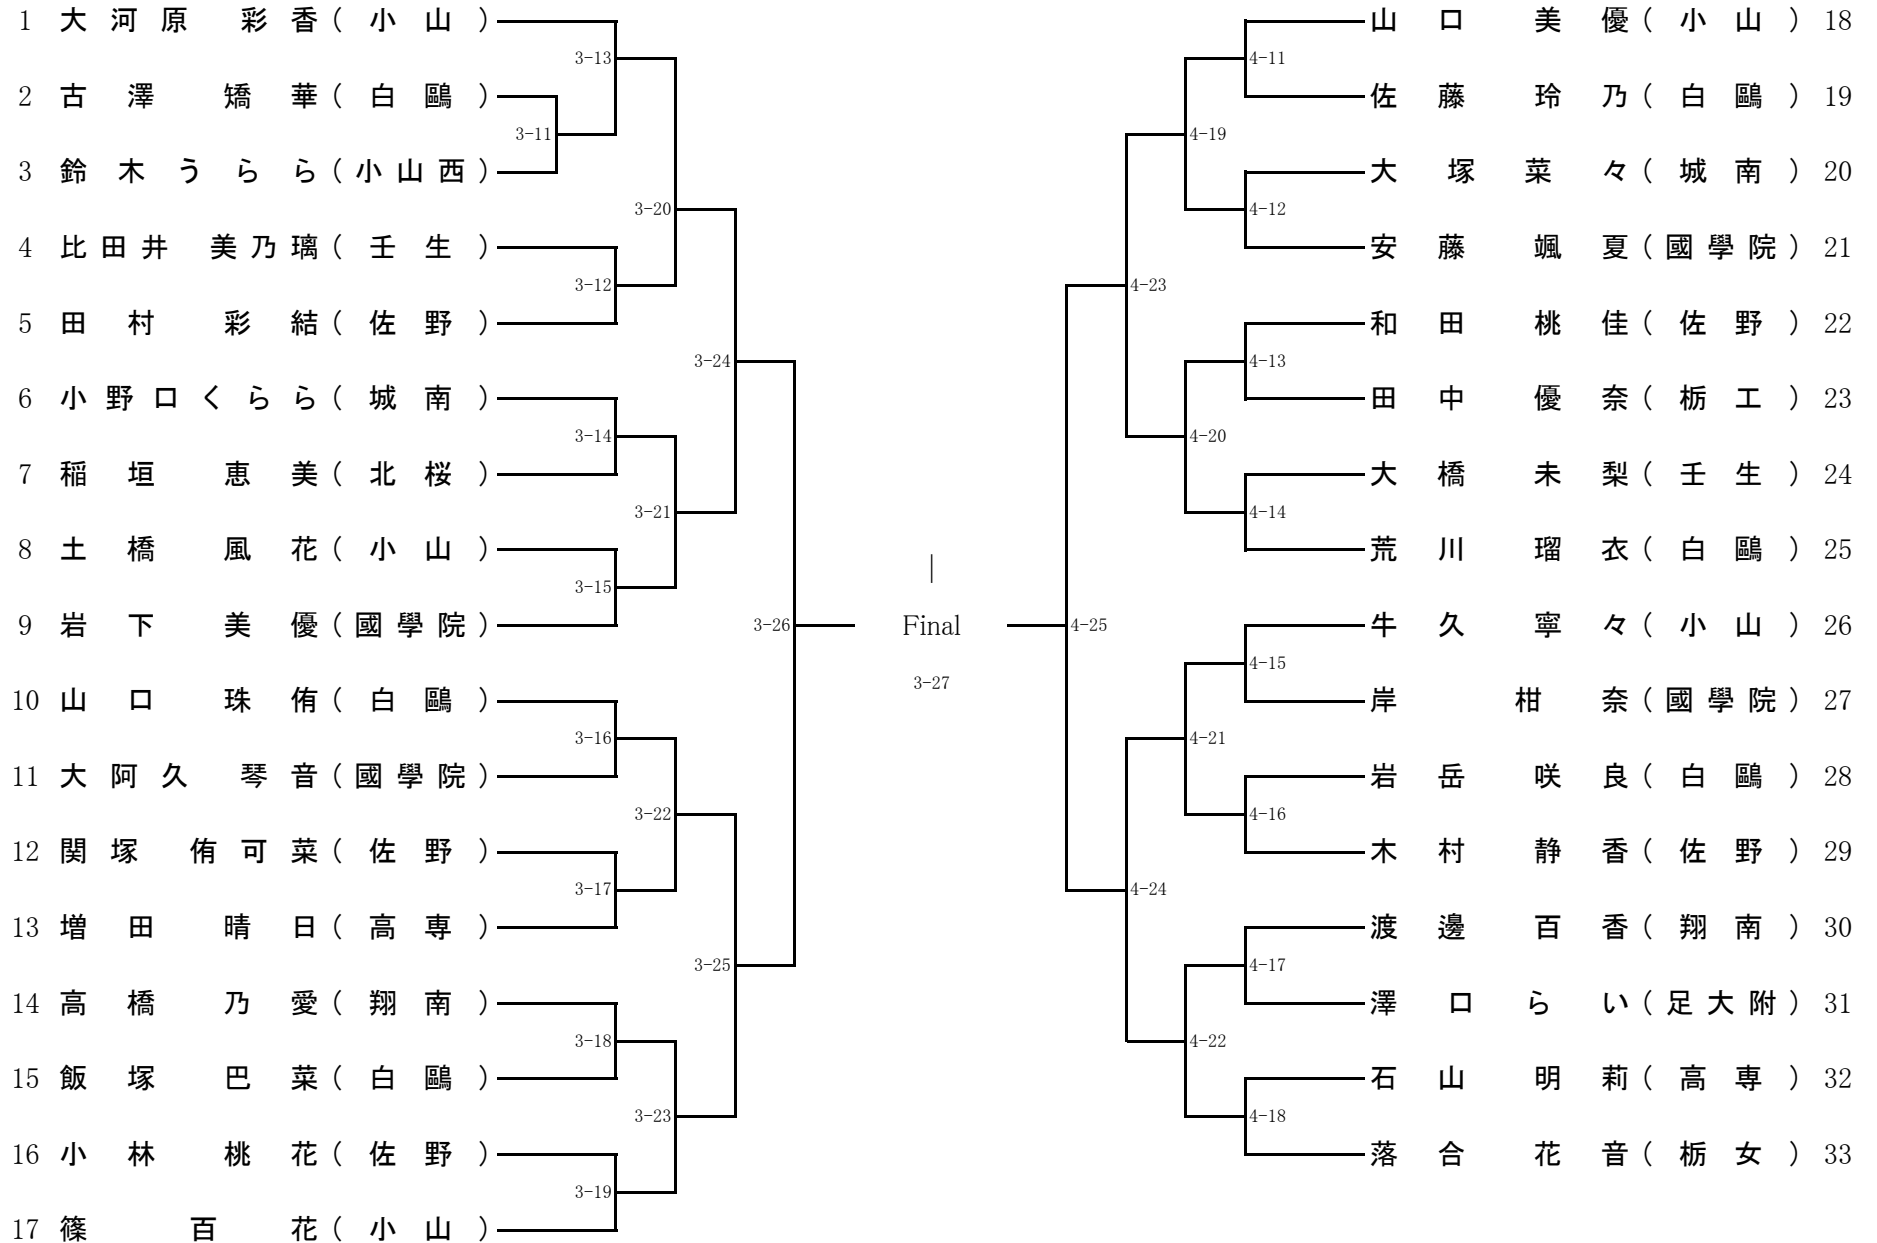 1 大河原 彩香(小山)
2 古澤 矯華(白鷗)
3 鈴木うらら(小山西)
4 比田井 美乃璃(壬生)
5 田村 彩結(佐野)
6 小野口くらら(城南)
7 稲垣 恵美(北桜)
8 土橋 風花(小山)
9 岩下 美優(國學院)
10 山口 珠侑(白鷗)
11 大阿久 琴音(國學院)
12 関塚 侑可菜(佐野)
13 増田 晴日(高専)
14 高橋 乃愛(翔南)
15 飯塚 巴菜(白鷗)
16 小林 桃花(佐野)
17 篠 百花(小山)
3-11
3-13
3-12
3-14
3-15
3-16
3-17
3-18
3-19
3-20
3-21
3-22
3-23
3-24
3-25
3-26
|
Final
3-27
4-25
4-23
4-24
4-19
4-20
4-21
4-22
4-11
4-12
4-13
4-14
4-15
4-16
4-17
4-18
山口 美優(小山) 18
佐藤 玲乃(白鷗) 19
大塚菜々(城南) 20
安藤 颯夏(國學院) 21
和田 桃佳(佐野) 22
田中 優奈(栃工) 23
大橋 未梨(壬生) 24
荒川 瑠衣(白鷗) 25
牛久 寧々(小山) 26
岸 柑奈(國學院) 27
岩岳 咲良(白鷗) 28
木村 静香(佐野) 29
渡邊 百香(翔南) 30
澤口らい(足大附) 31
石山 明莉(高専) 32
落合 花音(栃女) 33